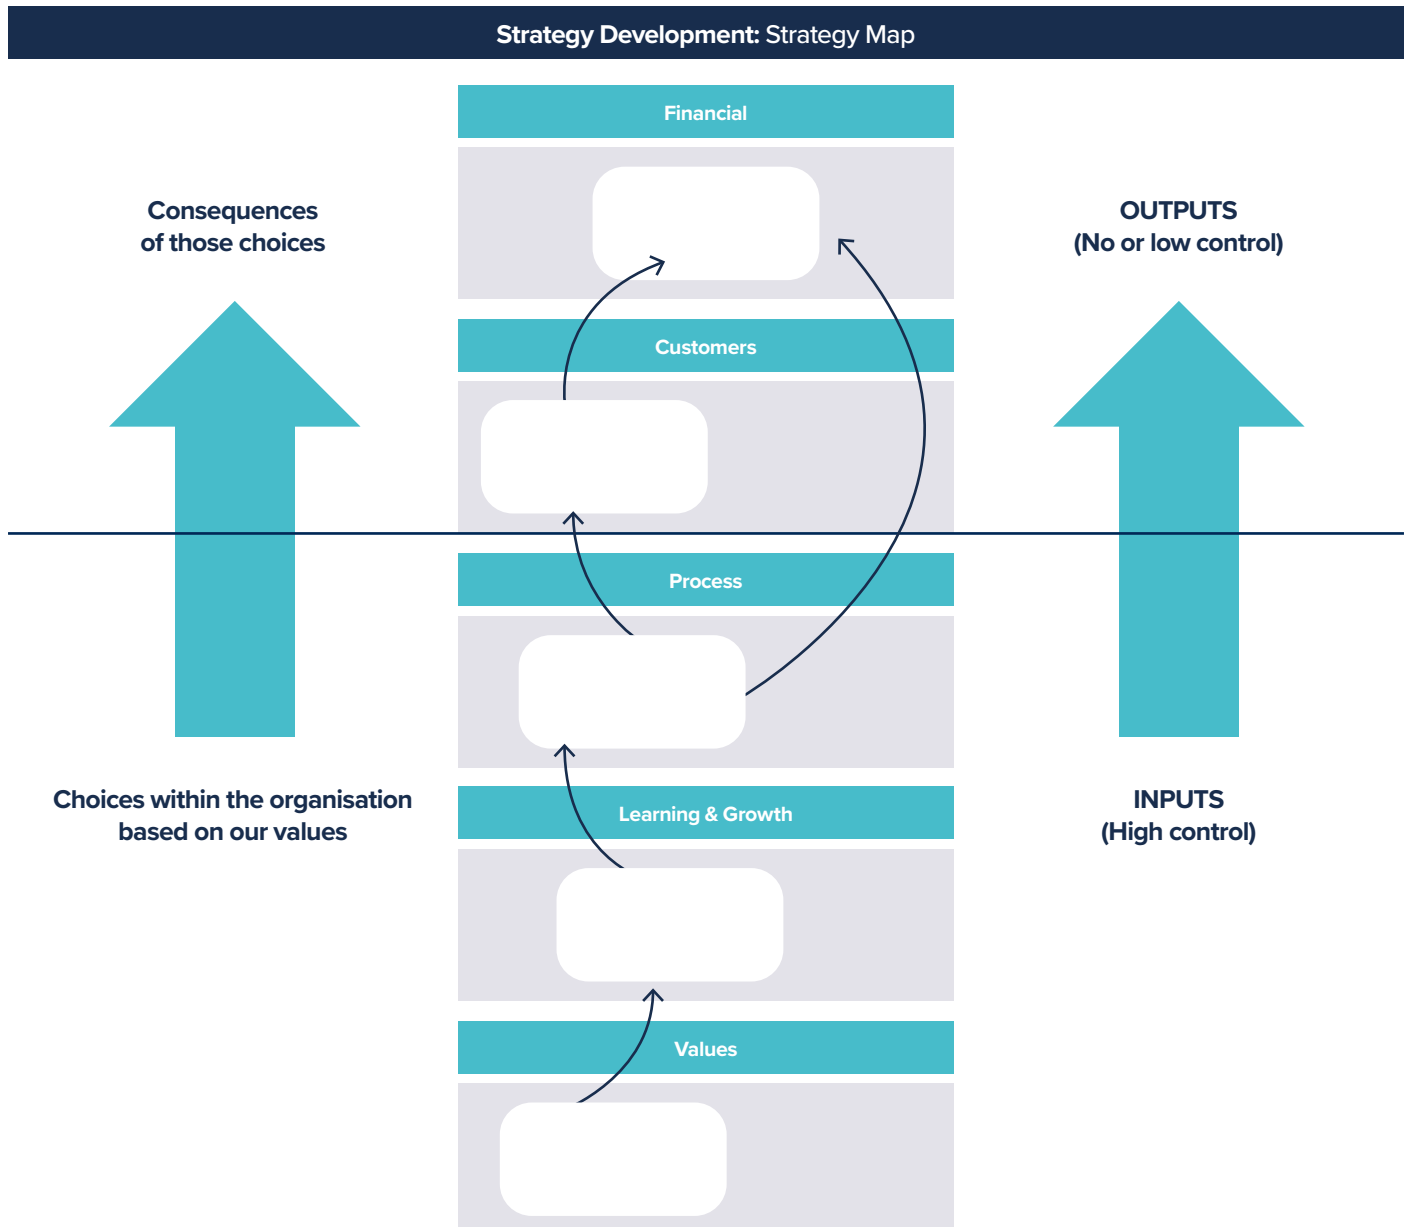 Strategy Development: Strategy Map
Financial
Consequences
of those choices
OUTPUTS
(No or low control)
Customers
Process
Choices within the organisation
based on our values
INPUTS
(High control)
Learning & Growth
Values